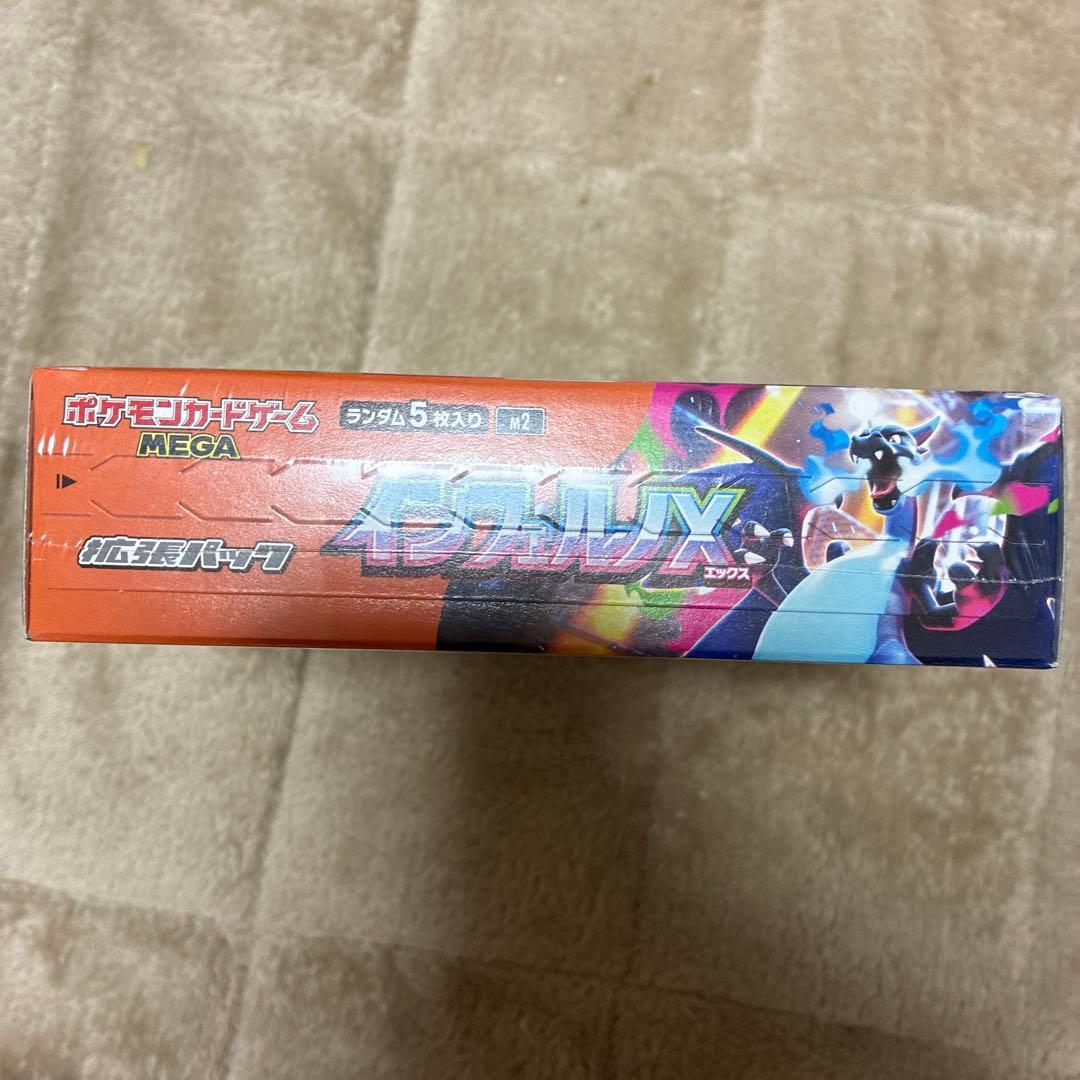 ポケモンカードゲーム
MEGA
ランダム5枚入り
m2
拡張パック
インフェルノX
エックス